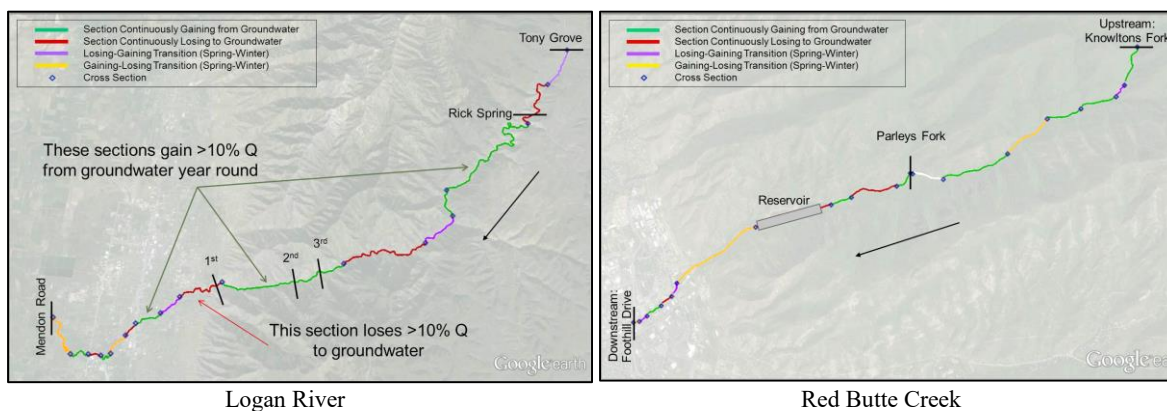 Section Continuously Gaining from Groundwater
Section Continuously Losing to Groundwater
Losing-Gaining Transition (Spring-Winter)
Gaining-Losing Transition (Spring-Winter)
Cross Section
Tony Grove
Rick Spring
These sections gain >10% Q
from groundwater year round
1st
2nd
3rd
Mendon Road
This section loses >10% Q
to groundwater
Google earth
Logan River
Section Continuously Gaining from Groundwater
Section Continuously Losing to Groundwater
Losing-Gaining Transition (Spring-Winter)
Gaining-Losing Transition (Spring-Winter)
Cross Section
Upstream:
Knowltons Fork
Parleys Fork
Reservoir
Downstream:
Foothill Drive
Google earth
Red Butte Creek